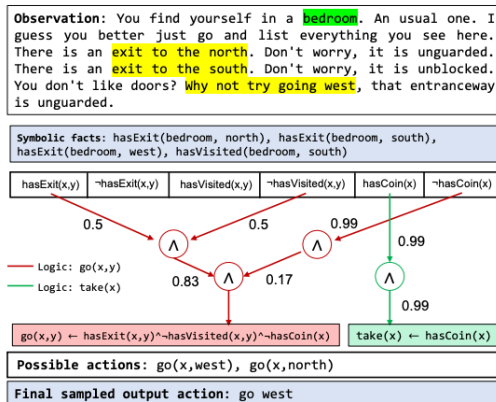 Observation: You find yourself in a bedroom. An usual one. I
guess you better just go and list everything you see here.
There is an exit to the north. Don't worry, it is unguarded.
There is an exit to the south. Don't worry, it is unblocked.
You don't like doors? Why not try going west, that entranceway
is unguarded.
Symbolic facts: hasExit(bedroom, north), hasExit(bedroom, south),
hasExit(bedroom, west), hasVisited(bedroom, south)
hasExit(x,y) ¬hasExit(x,y) hasVisited(x,y) ¬hasVisited(x,y) hasCoin(x) ¬hasCoin(x)
0.5 0.5 0.99
∧ ∧ 0.99
Logic: go(x,y) 0.83 ∧ 0.17 ∧
Logic: take(x) 0.99
go(x,y) ← hasExit(x,y)^¬hasVisited(x,y)^¬hasCoin(x) take(x) ← hasCoin(x)
Possible actions: go(x,west), go(x,north)
Final sampled output action: go west